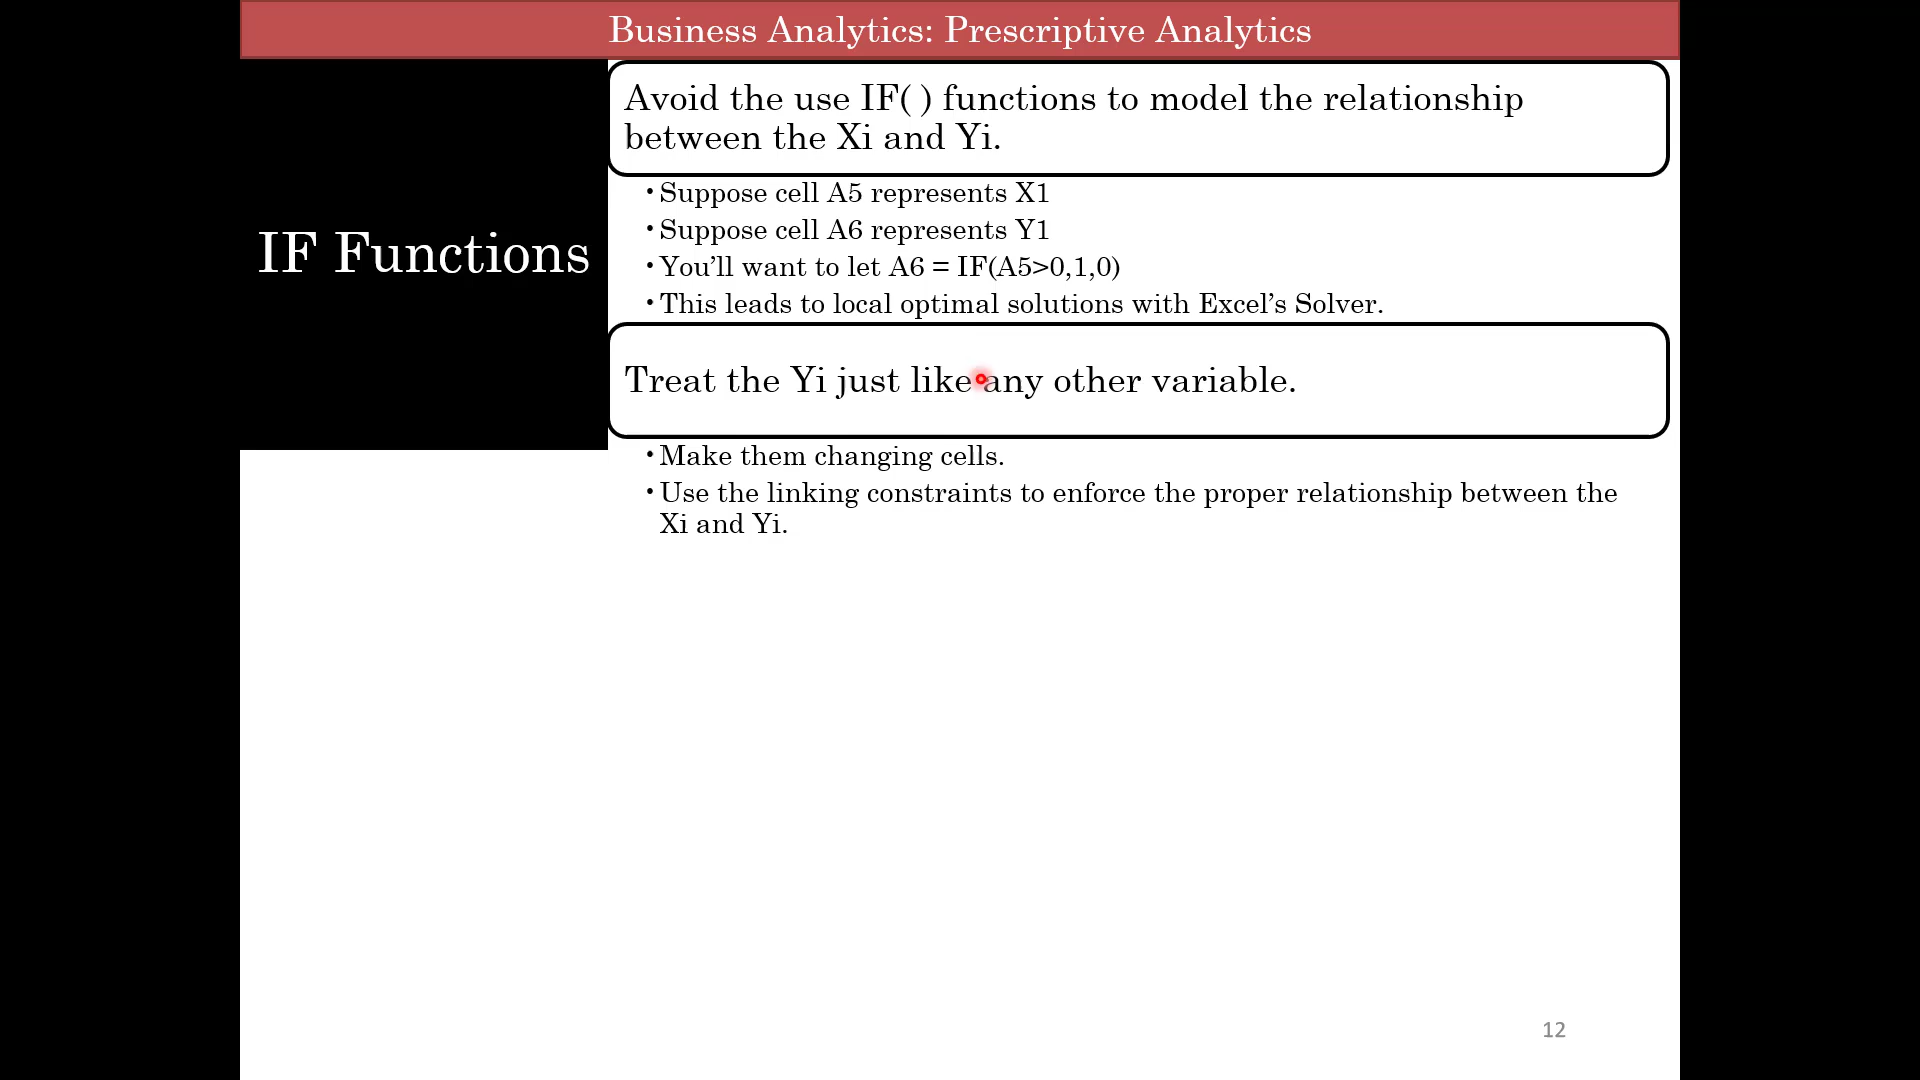 Business Analytics: Prescriptive Analytics
IF Functions
Avoid the use IF( ) functions to model the relationship
between the Xi and Yi.
• Suppose cell A5 represents X1
• Suppose cell A6 represents Y1
• You’ll want to let A6 = IF(A5>0,1,0)
• This leads to local optimal solutions with Excel’s Solver.
Treat the Yi just like any other variable.
• Make them changing cells.
• Use the linking constraints to enforce the proper relationship between the
Xi and Yi.
12